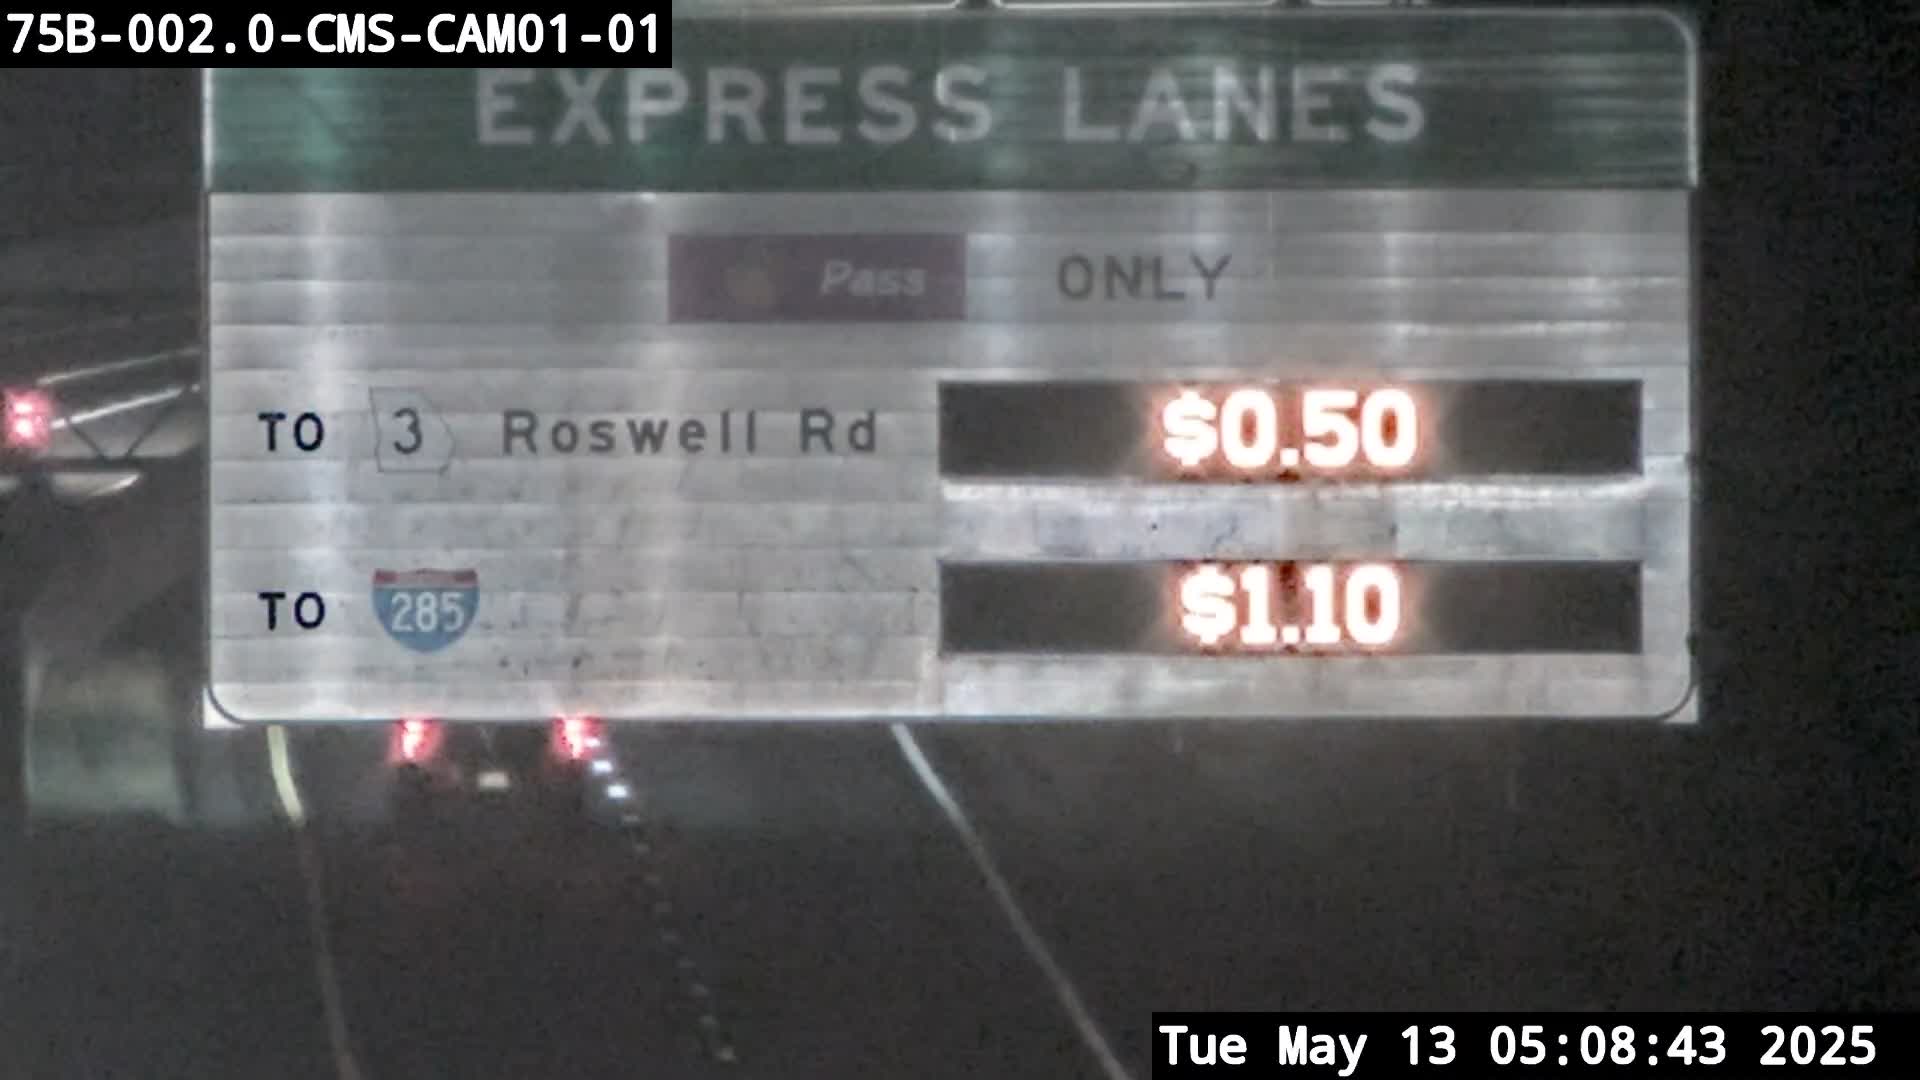 75B-002.0-CMS-CAM01-01
EXPRESS LANES
Pass ONLY
TO 3 Roswell Rd $0.50
TO 285 $1.10
Tue May 13 05:08:43 2025